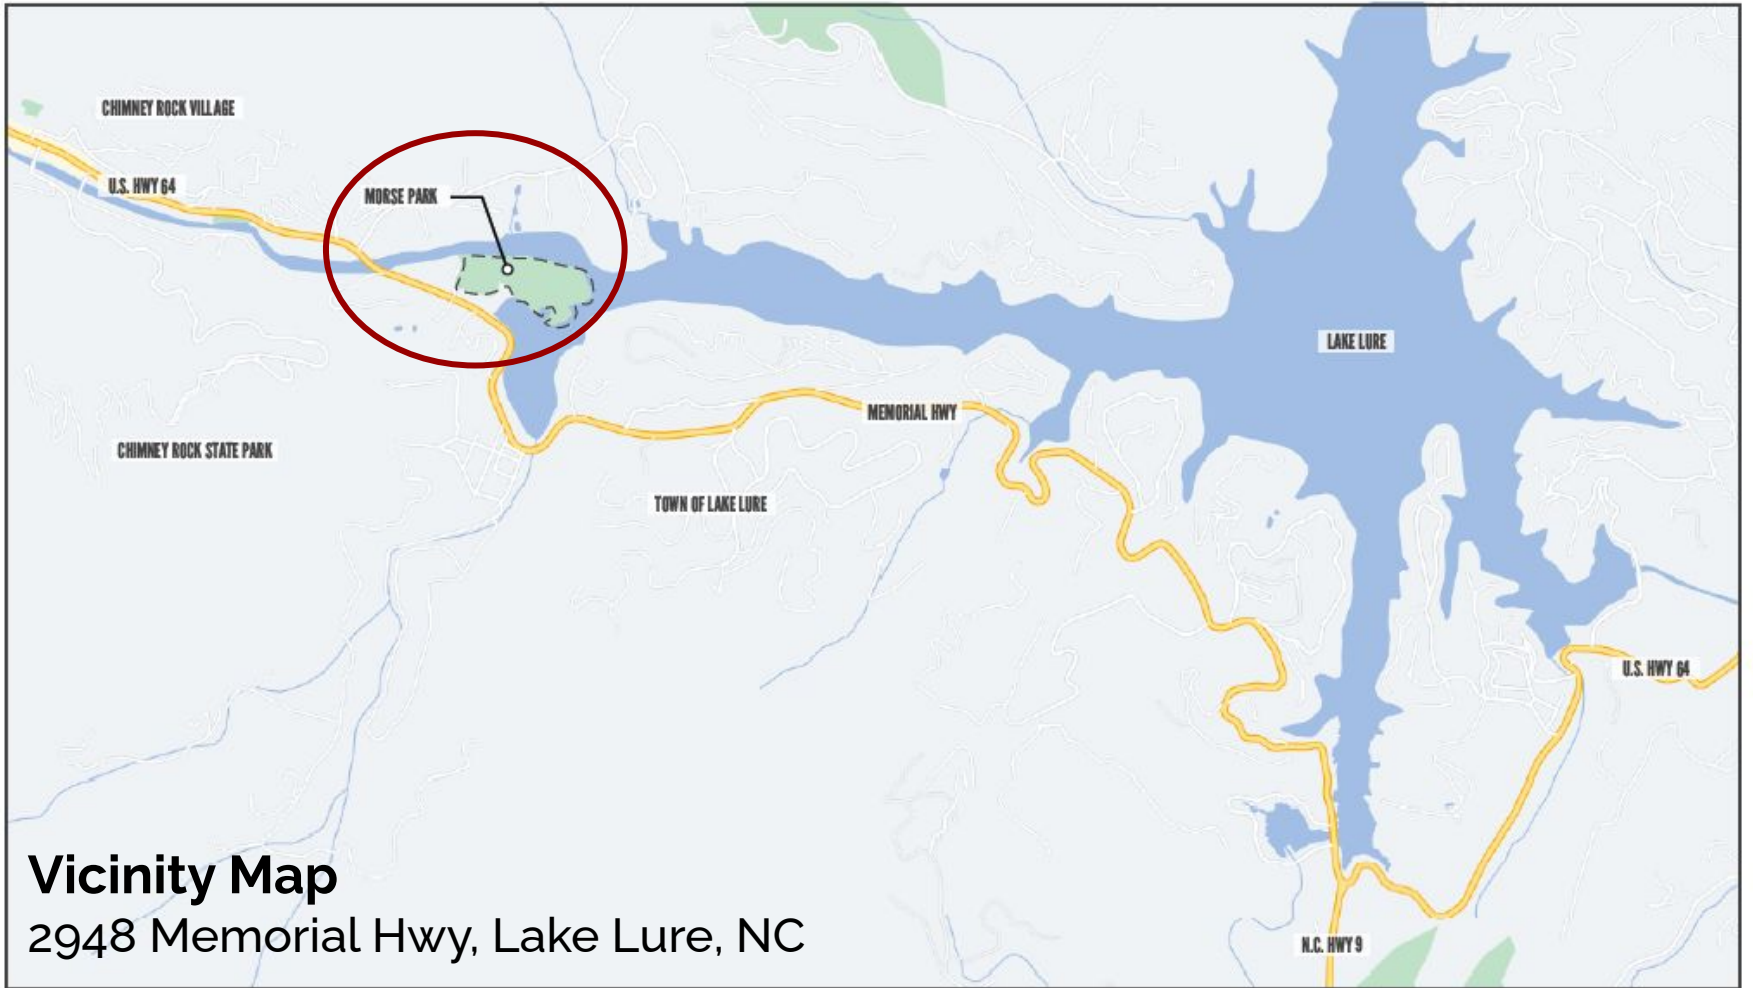 CHIMNEY ROCK VILLAGE
U.S. HWY 64
MORSE PARK
LAKE LURE
MEMORIAL HWY
CHIMNEY ROCK STATE PARK
TOWN OF LAKE LURE
U.S. HWY 64
N.C. HWY 9
Vicinity Map
2948 Memorial Hwy, Lake Lure, NC